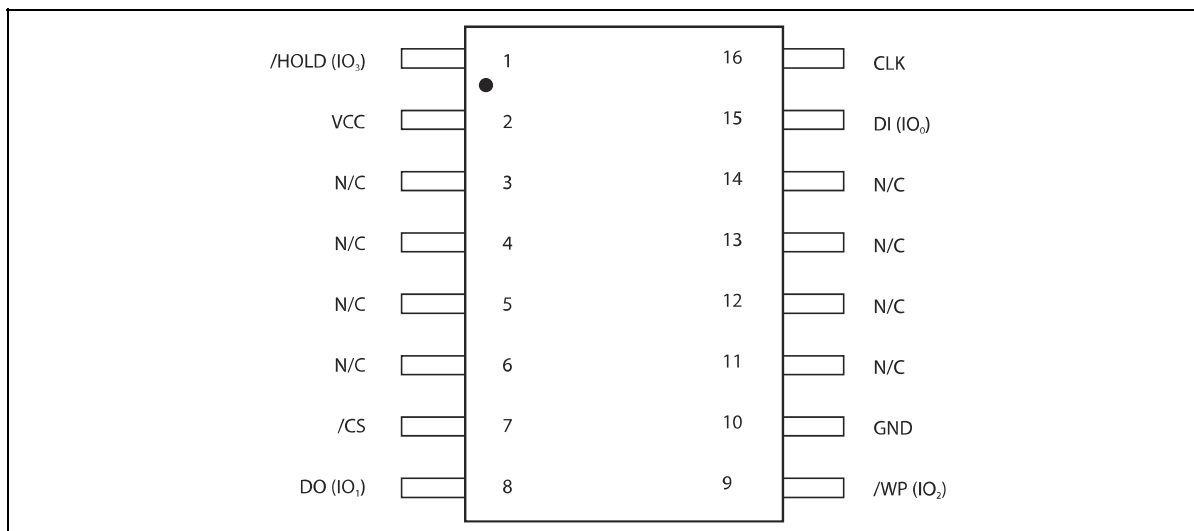 /HOLD (IO₃) 1 16 CLK
VCC 2 15 DI (IO₀)
N/C 3 14 N/C
N/C 4 13 N/C
N/C 5 12 N/C
N/C 6 11 N/C
/CS 7 10 GND
DO (IO₁) 8 9 /WP (IO₂)